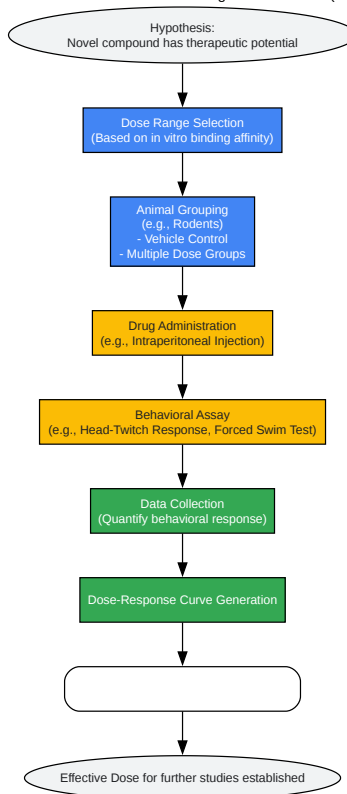 Hypothesis:
Novel compound has therapeutic potential
Dose Range Selection
(Based on in vitro binding affinity)
Animal Grouping
(e.g., Rodents)
- Vehicle Control
- Multiple Dose Groups
Drug Administration
(e.g., Intraperitoneal Injection)
Behavioral Assay
(e.g., Head-Twitch Response, Forced Swim Test)
Data Collection
(Quantify behavioral response)
Dose-Response Curve Generation
Effective Dose for further studies established